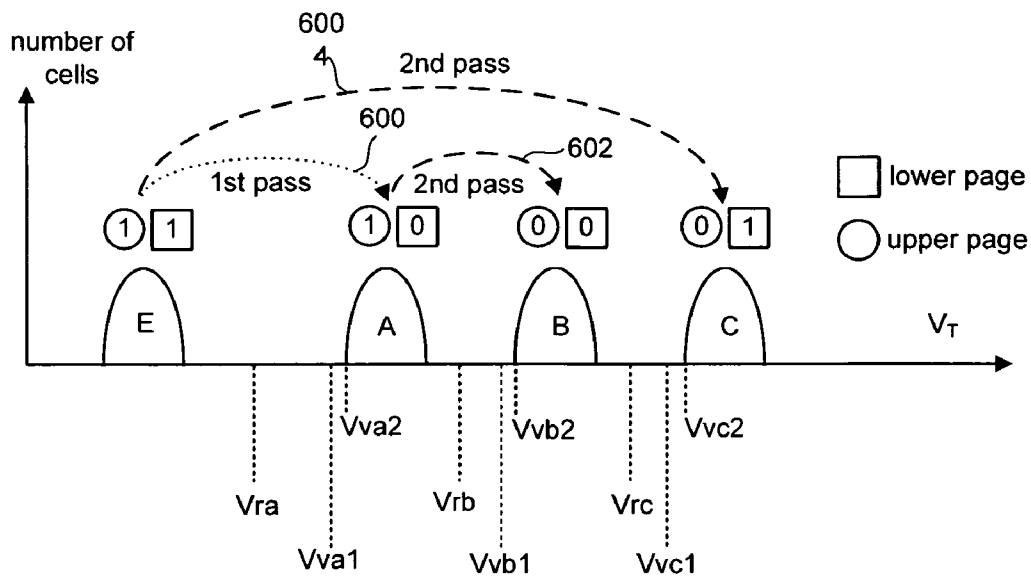 number of
cells
600
4
2nd pass
600
1st pass
2nd pass
602
lower page
upper page
1 1
1 0
0 0
0 1
E
A
B
C
V_T
Vva2
Vvb2
Vvc2
Vra
Vrb
Vrc
Vva1
Vvb1
Vvc1